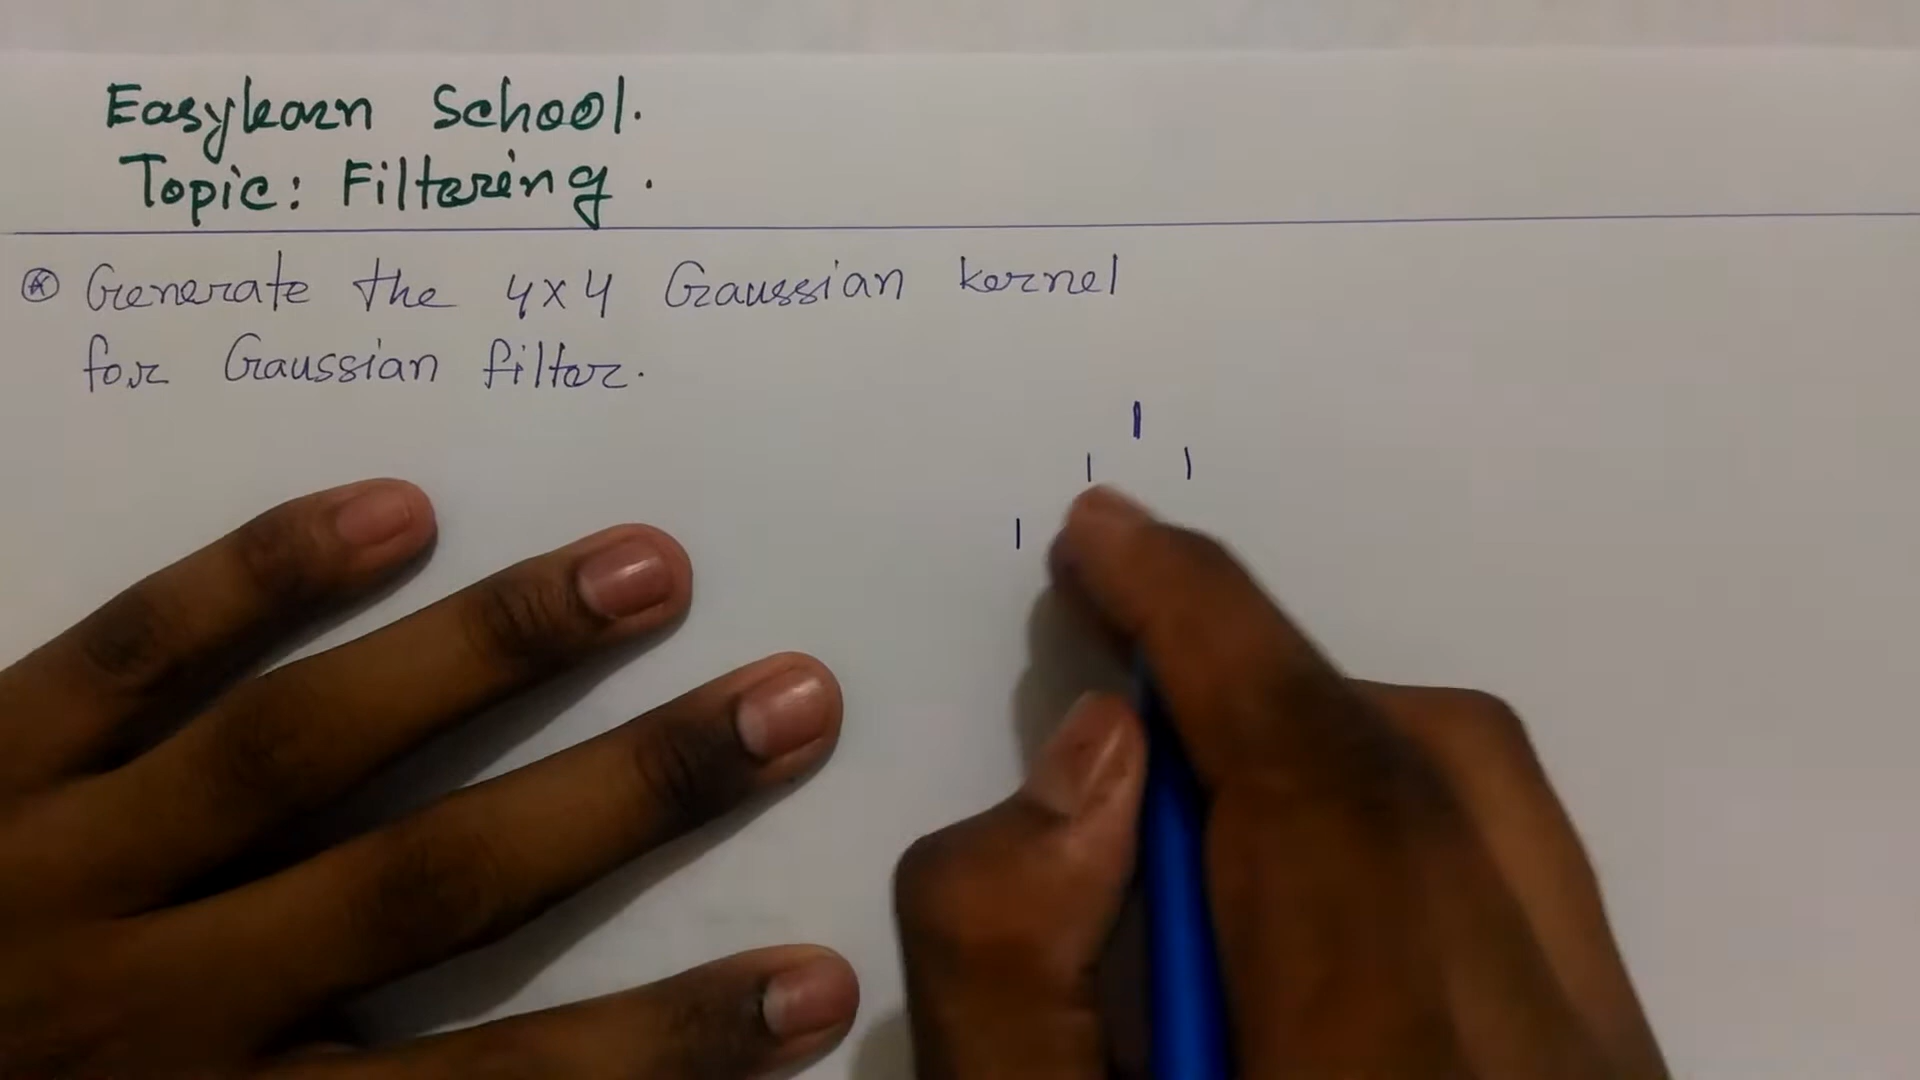 Easylearn School.
Topic: Filtering.
⊛ Generate the 4x4 Gaussian kernel
for Gaussian filter.
1
1 1
1